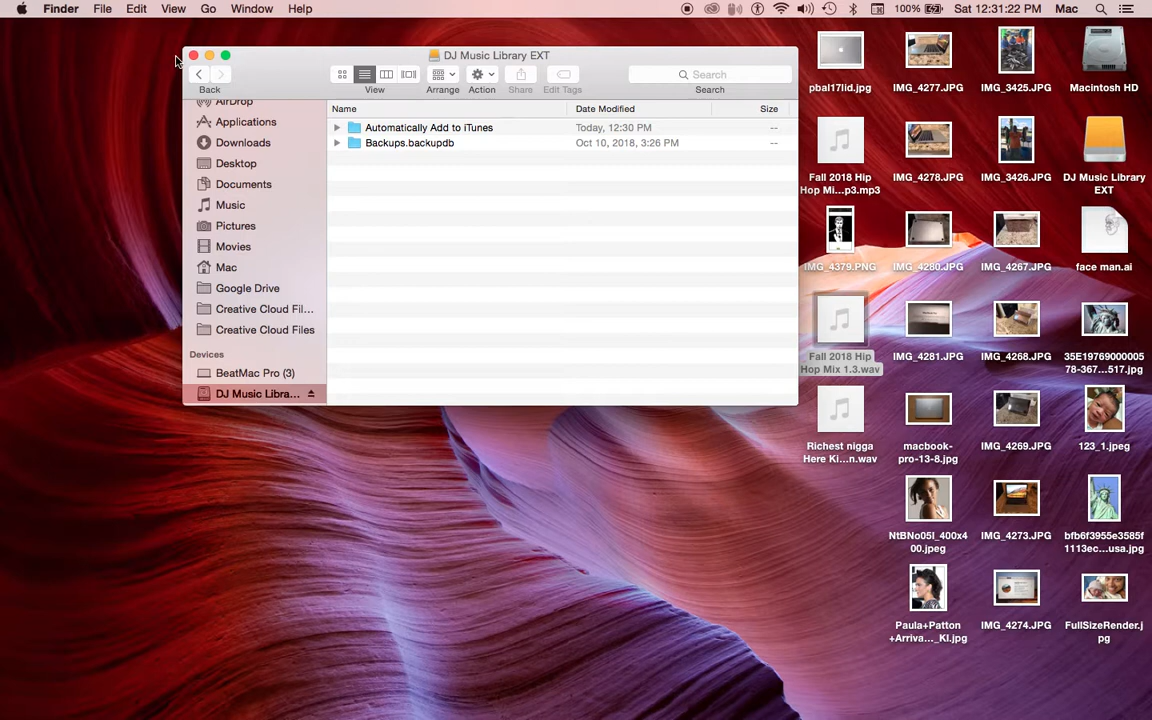 Finder File Edit View Go Window Help 100% Sat 12:31:22 PM Mac
DJ Music Library EXT
Back View Arrange Action Share Edit Tags Search
Search
AirDrop
Applications
Downloads
Desktop
Documents
Music
Pictures
Movies
Mac
Google Drive
Creative Cloud Fil...
Creative Cloud Files
Devices
BeatMac Pro (3)
DJ Music Libra...
Name Date Modified Size
Automatically Add to iTunes Today, 12:30 PM --
Backups.backupdb Oct 10, 2018, 3:26 PM --
pbal17lid.jpg IMG_4277.JPG IMG_3425.JPG Macintosh HD
Fall 2018 Hip IMG_4278.JPG IMG_3426.JPG DJ Music Library
Hop Mi...p3.mp3 EXT
IMG_4379.PNG IMG_4280.JPG IMG_4267.JPG face man.ai
Fall 2018 Hip IMG_4281.JPG IMG_4268.JPG 35E19769000005
Hop Mix 1.3.wav 78-367...517.jpg
Richest nigga macbook- IMG_4269.JPG 123_1.jpeg
Here Ki...n.wav pro-13-8.jpg
NtBNo05I_400x4 IMG_4273.JPG bfb6f3955e3585f
00.jpeg 1113ec...usa.jpg
Paula+Patton IMG_4274.JPG FullSizeRender.j
+Arriva..._KI.jpg pg